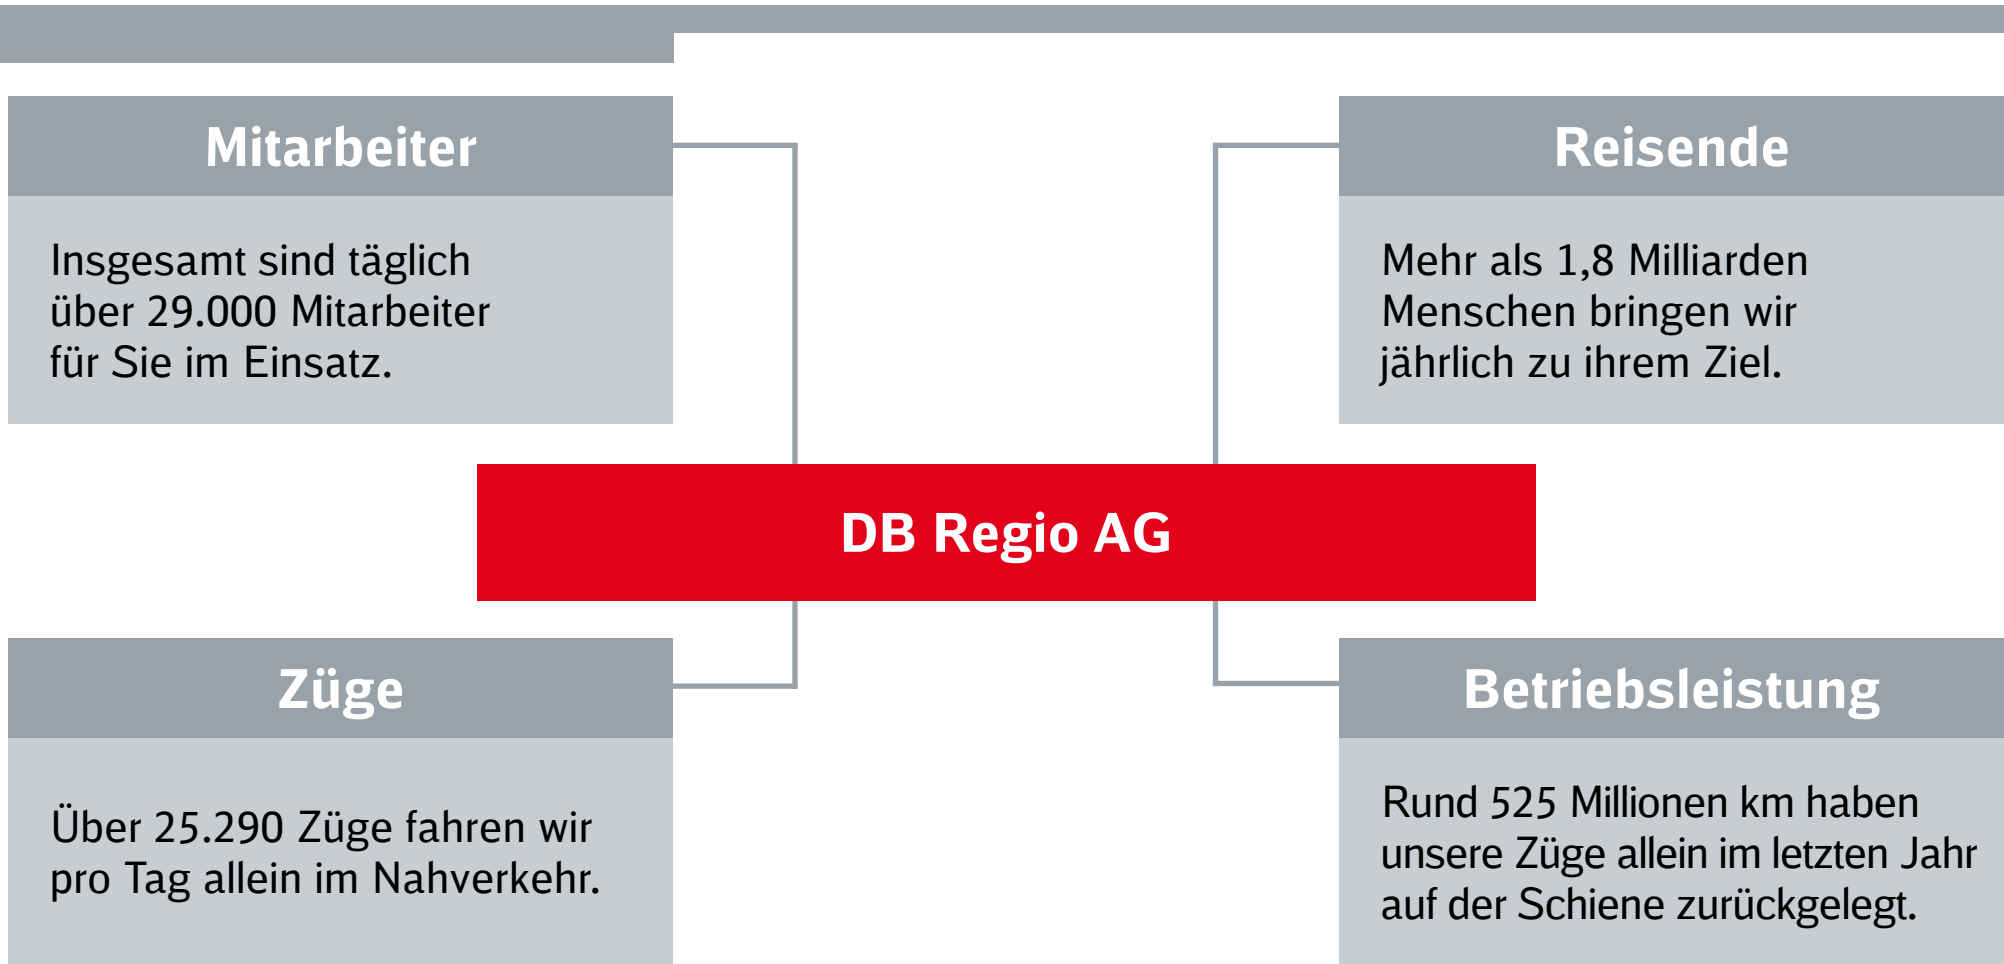 Mitarbeiter
Insgesamt sind täglich
über 29.000 Mitarbeiter
für Sie im Einsatz.
Reisende
Mehr als 1,8 Milliarden
Menschen bringen wir
jährlich zu ihrem Ziel.
DB Regio AG
Züge
Über 25.290 Züge fahren wir
pro Tag allein im Nahverkehr.
Betriebsleistung
Rund 525 Millionen km haben
unsere Züge allein im letzten Jahr
auf der Schiene zurückgelegt.